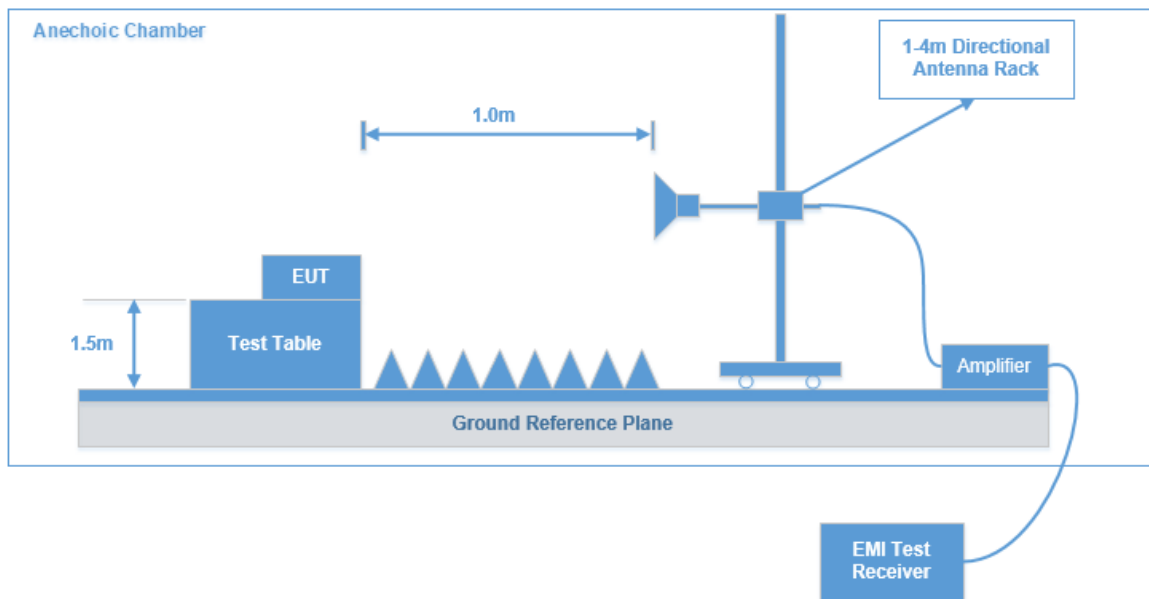 Anechoic Chamber
1-4m Directional
Antenna Rack
1.0m
EUT
1.5m
Test Table
Amplifier
Ground Reference Plane
EMI Test
Receiver